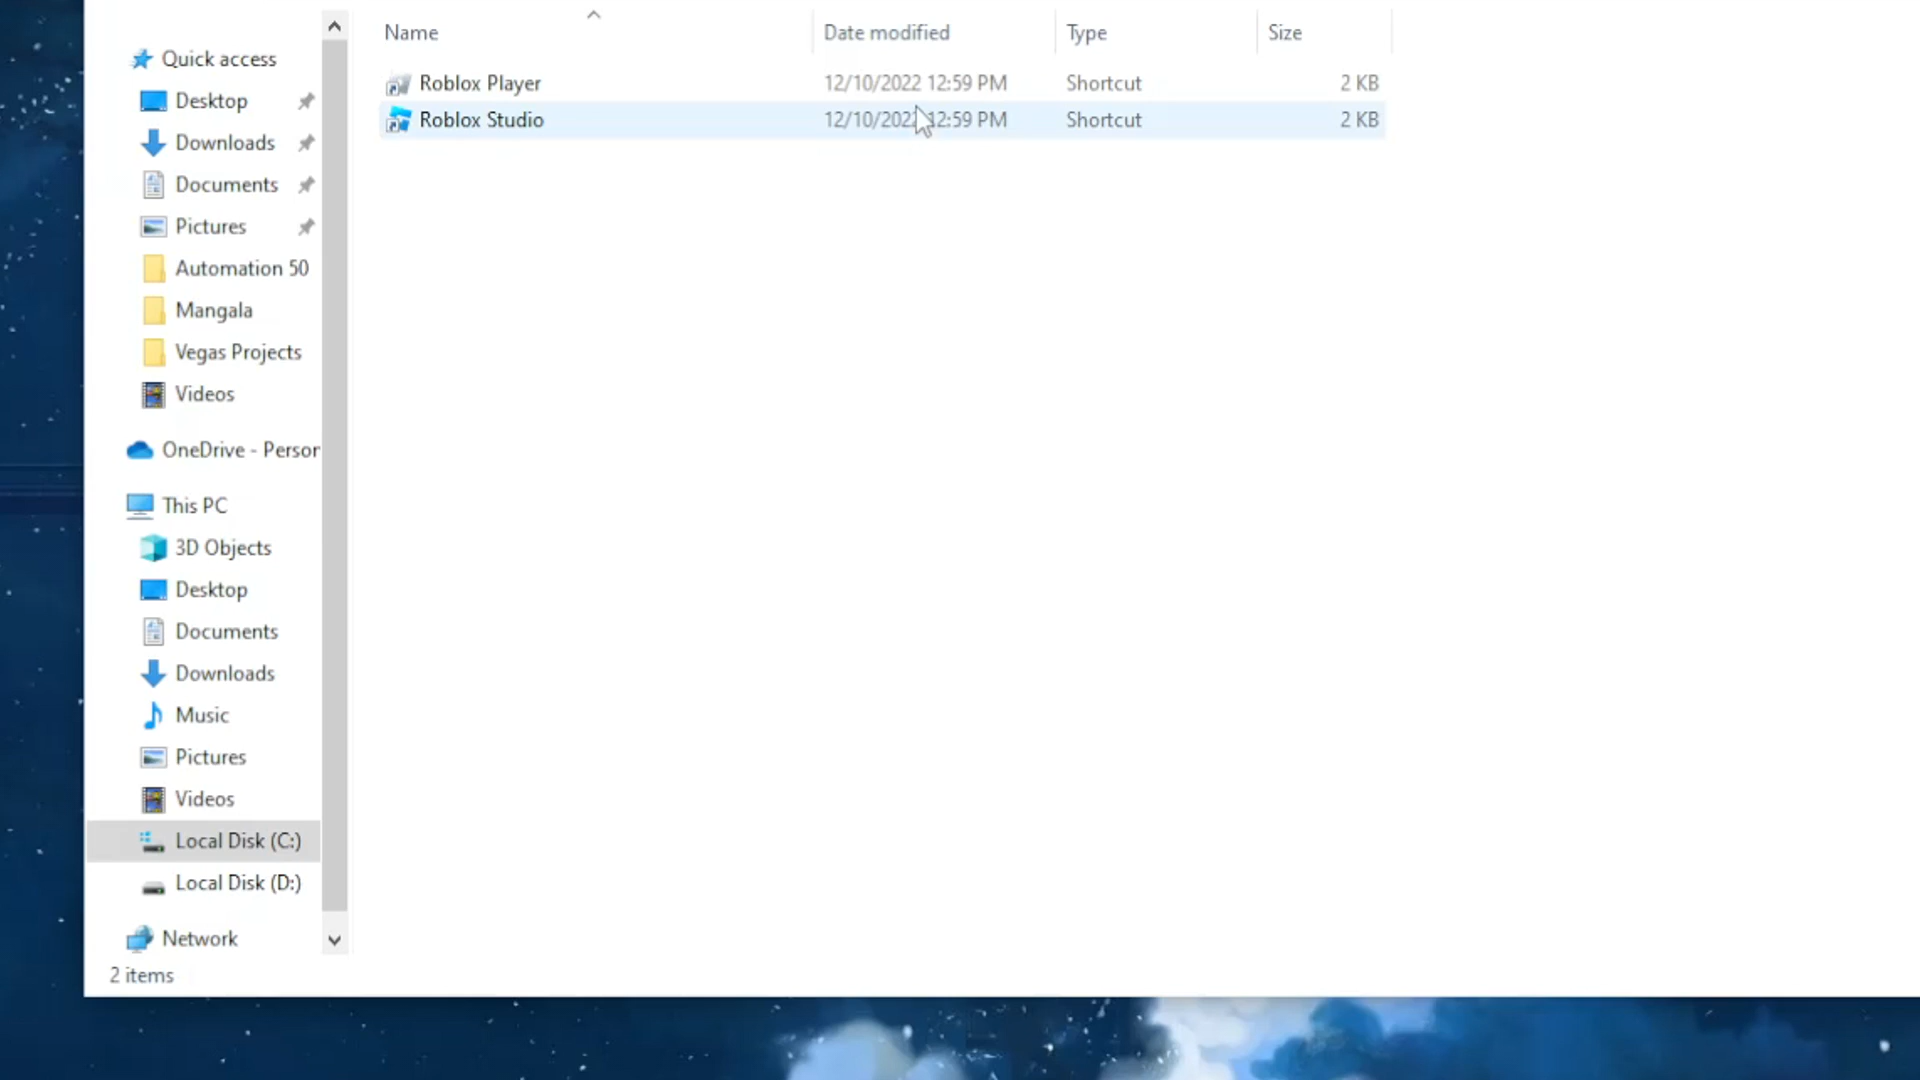 Name Date modified Type Size
Roblox Player 12/10/2022 12:59 PM Shortcut 2 KB
Roblox Studio 12/10/2022 12:59 PM Shortcut 2 KB
Quick access
Desktop
Downloads
Documents
Pictures
Automation 50
Mangala
Vegas Projects
Videos
OneDrive - Person
This PC
3D Objects
Desktop
Documents
Downloads
Music
Pictures
Videos
Local Disk (C:)
Local Disk (D:)
Network
2 items